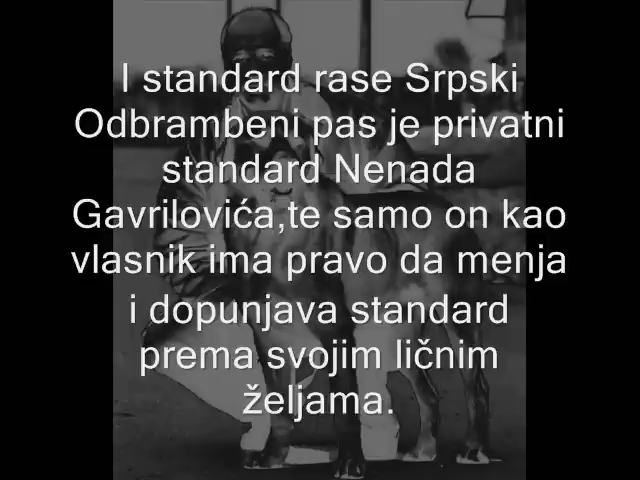 I standard rase Srpski
Odbrambeni pas je privatni
standard Nenada
Gavrilovića,te samo on kao
vlasnik ima pravo da menja
i dopunjava standard
prema svojim ličnim
željama.